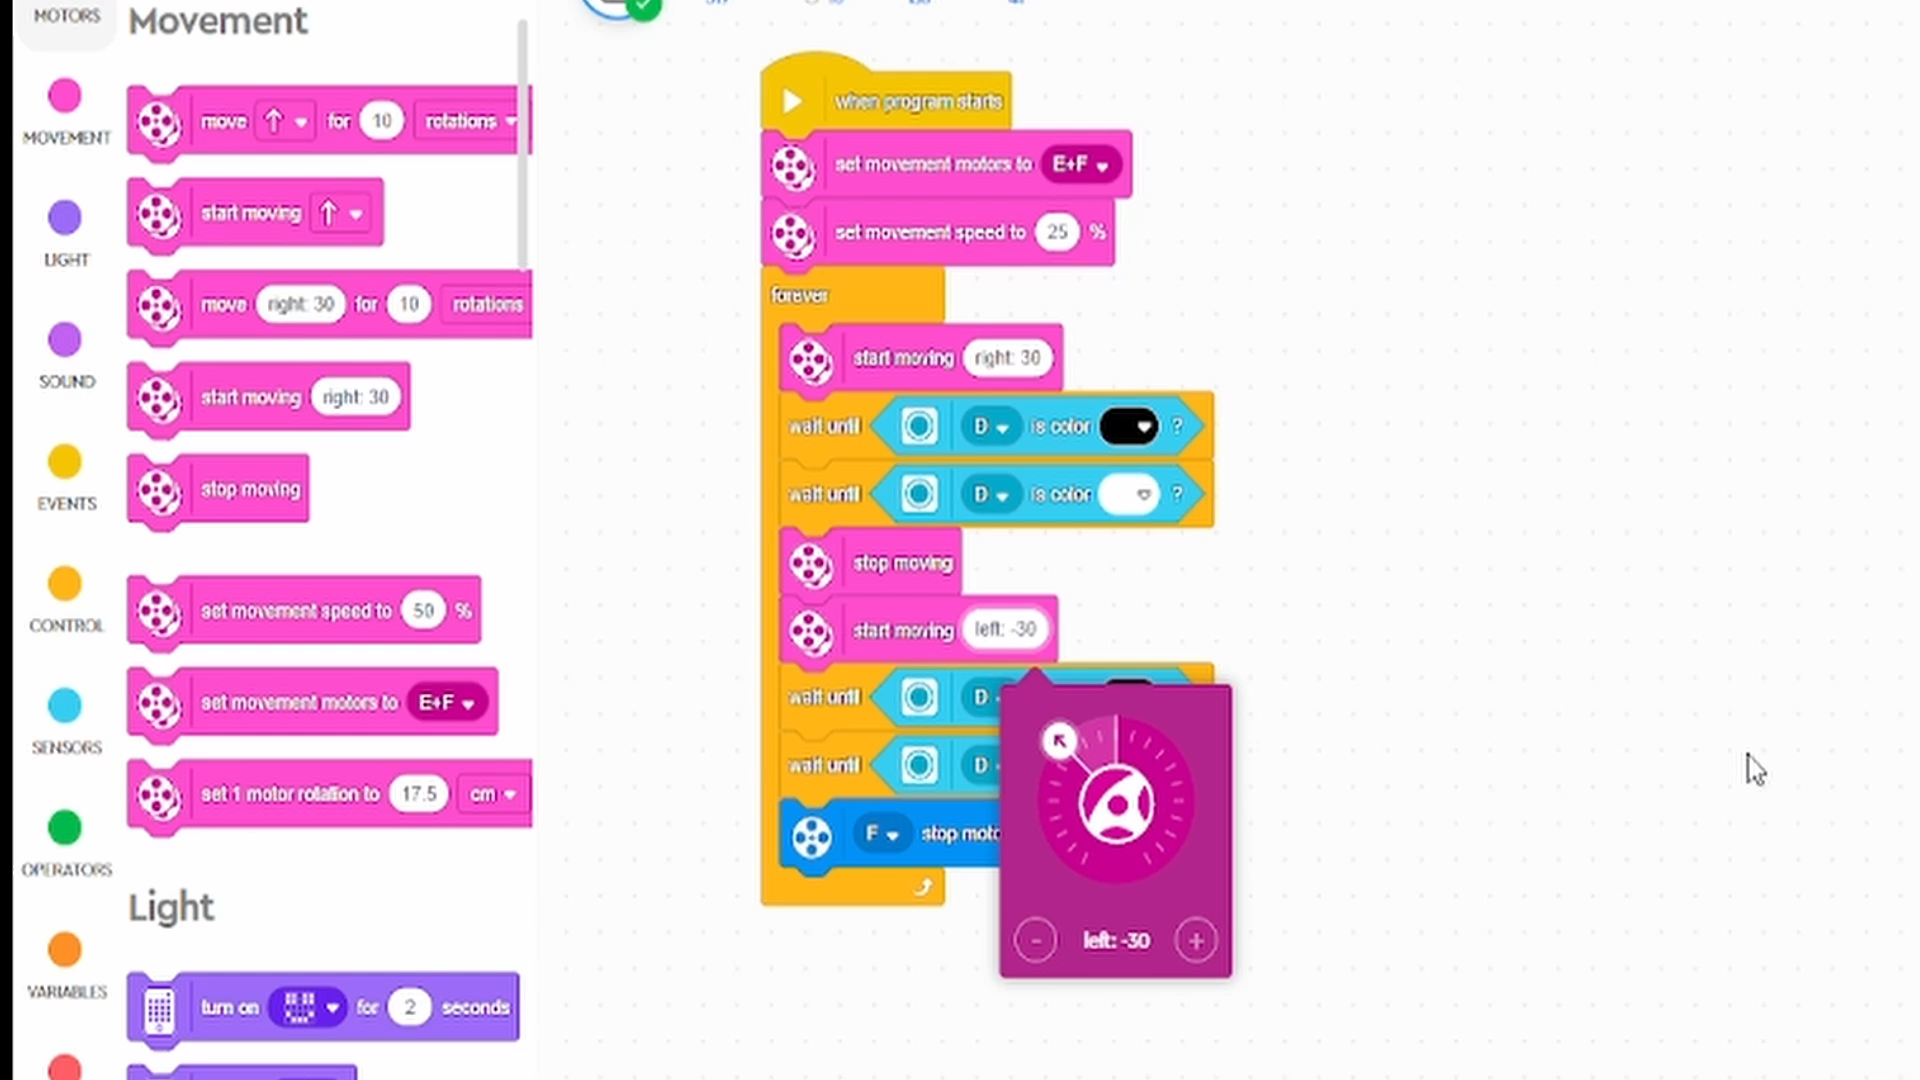 MOTORS
Movement
MOVEMENT
LIGHT
SOUND
EVENTS
CONTROL
SENSORS
OPERATORS
VARIABLES
move for 10 rotations
start moving
move right: 30 for 10 rotations
start moving right: 30
stop moving
set movement speed to 50 %
set movement motors to E+F
set 1 motor rotation to 17.5 cm
Light
turn on for 2 seconds
when program starts
set movement motors to E+F
set movement speed to 25 %
forever
start moving right: 30
wait until D is color ?
wait until D is color ?
stop moving
start moving left: -30
wait until D
wait until D
F stop moto
left: -30